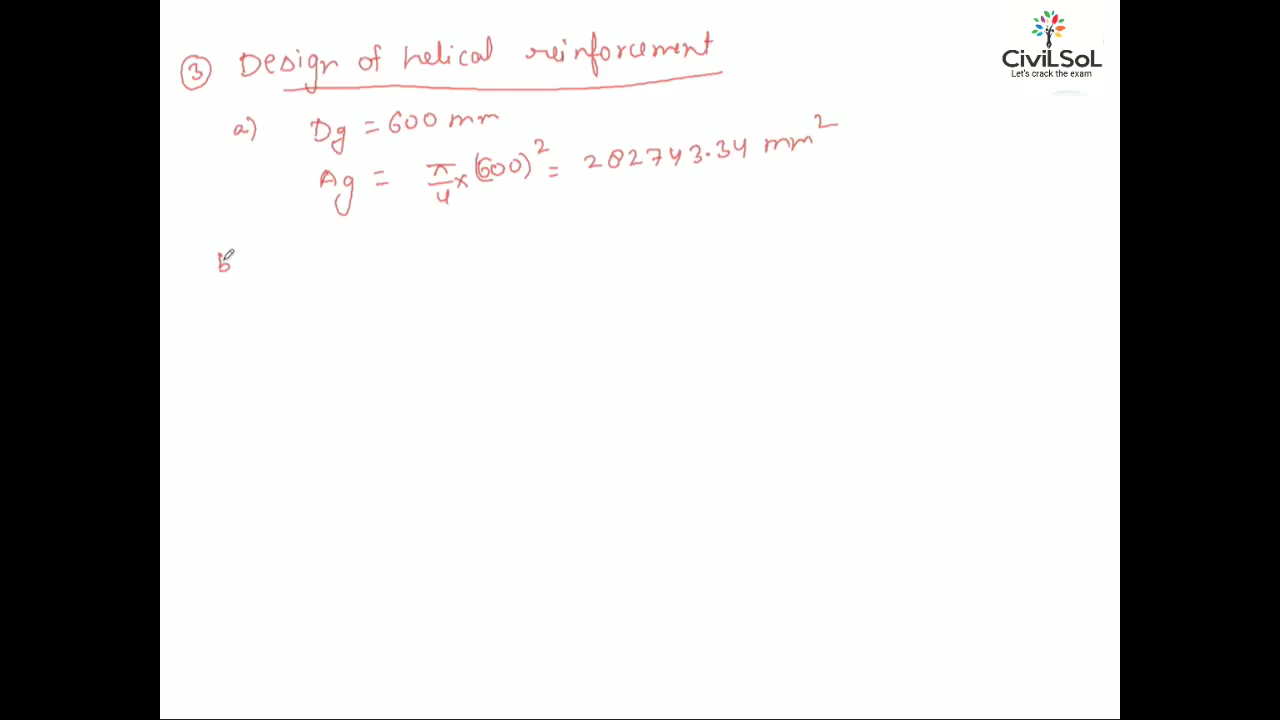 CiViLSoL
Let's crack the exam
③ Design of helical reinforcement
a) Dg = 600 mm
Ag = π/4 x (600)² = 282743.34 mm²
b